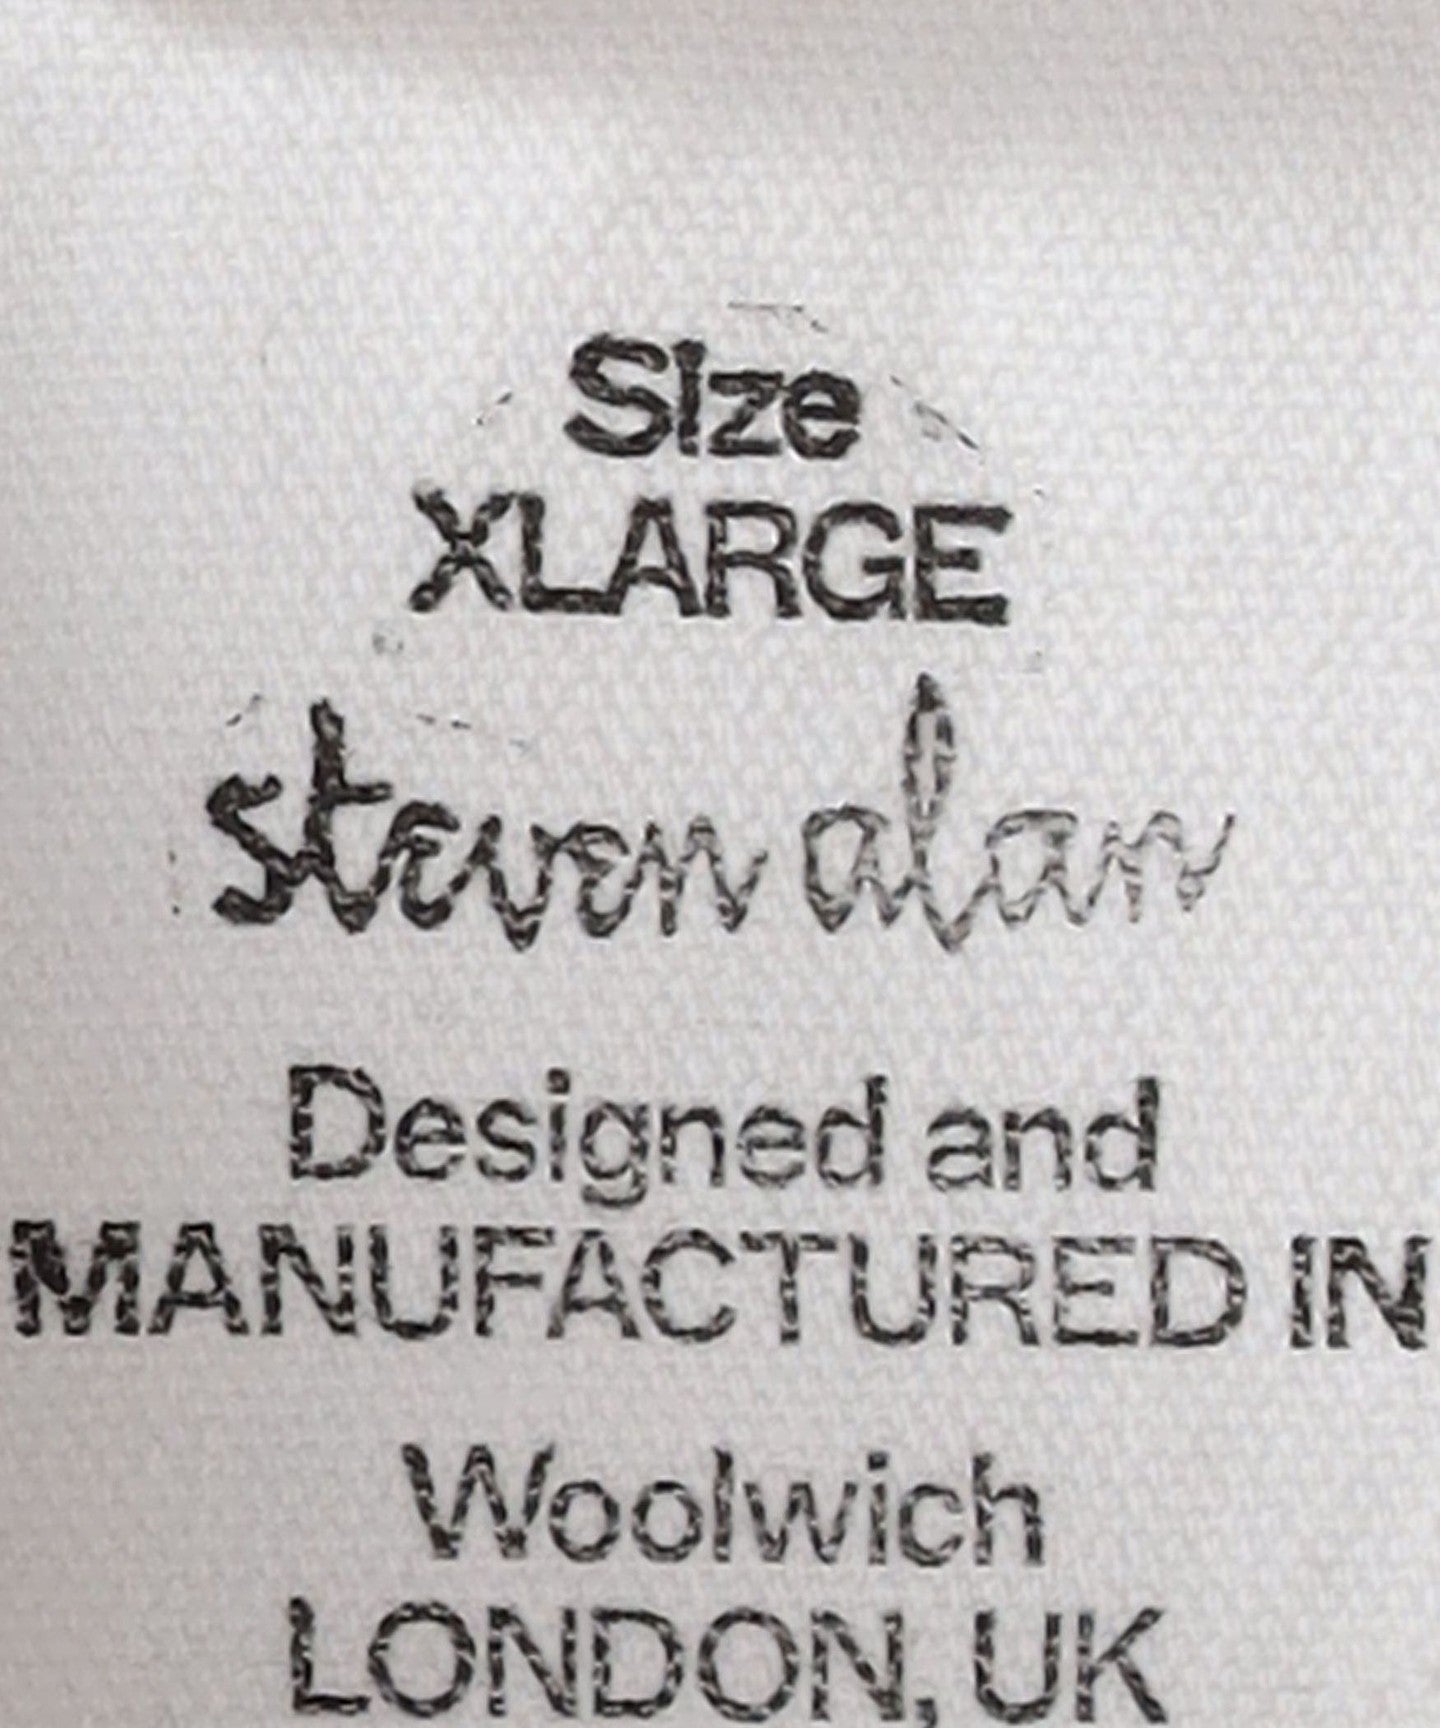 Size
XLARGE
steven alan
Designed and
MANUFACTURED IN
Woolwich
LONDON, UK